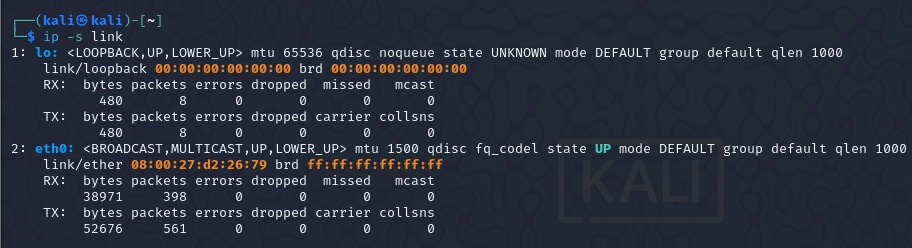 ┌──(kali㉿kali)-[~]
└─$ ip -s link
1: lo: <LOOPBACK,UP,LOWER_UP> mtu 65536 qdisc noqueue state UNKNOWN mode DEFAULT group default qlen 1000
    link/loopback 00:00:00:00:00:00 brd 00:00:00:00:00:00
    RX:  bytes packets errors dropped  missed   mcast
           480       8      0       0       0       0
    TX:  bytes packets errors dropped carrier collsns
           480       8      0       0       0       0
2: eth0: <BROADCAST,MULTICAST,UP,LOWER_UP> mtu 1500 qdisc fq_codel state UP mode DEFAULT group default qlen 1000
    link/ether 08:00:27:d2:26:79 brd ff:ff:ff:ff:ff:ff
    RX:  bytes packets errors dropped  missed   mcast
         38971     398      0       0       0       0
    TX:  bytes packets errors dropped carrier collsns
         52676     561      0       0       0       0
KALI